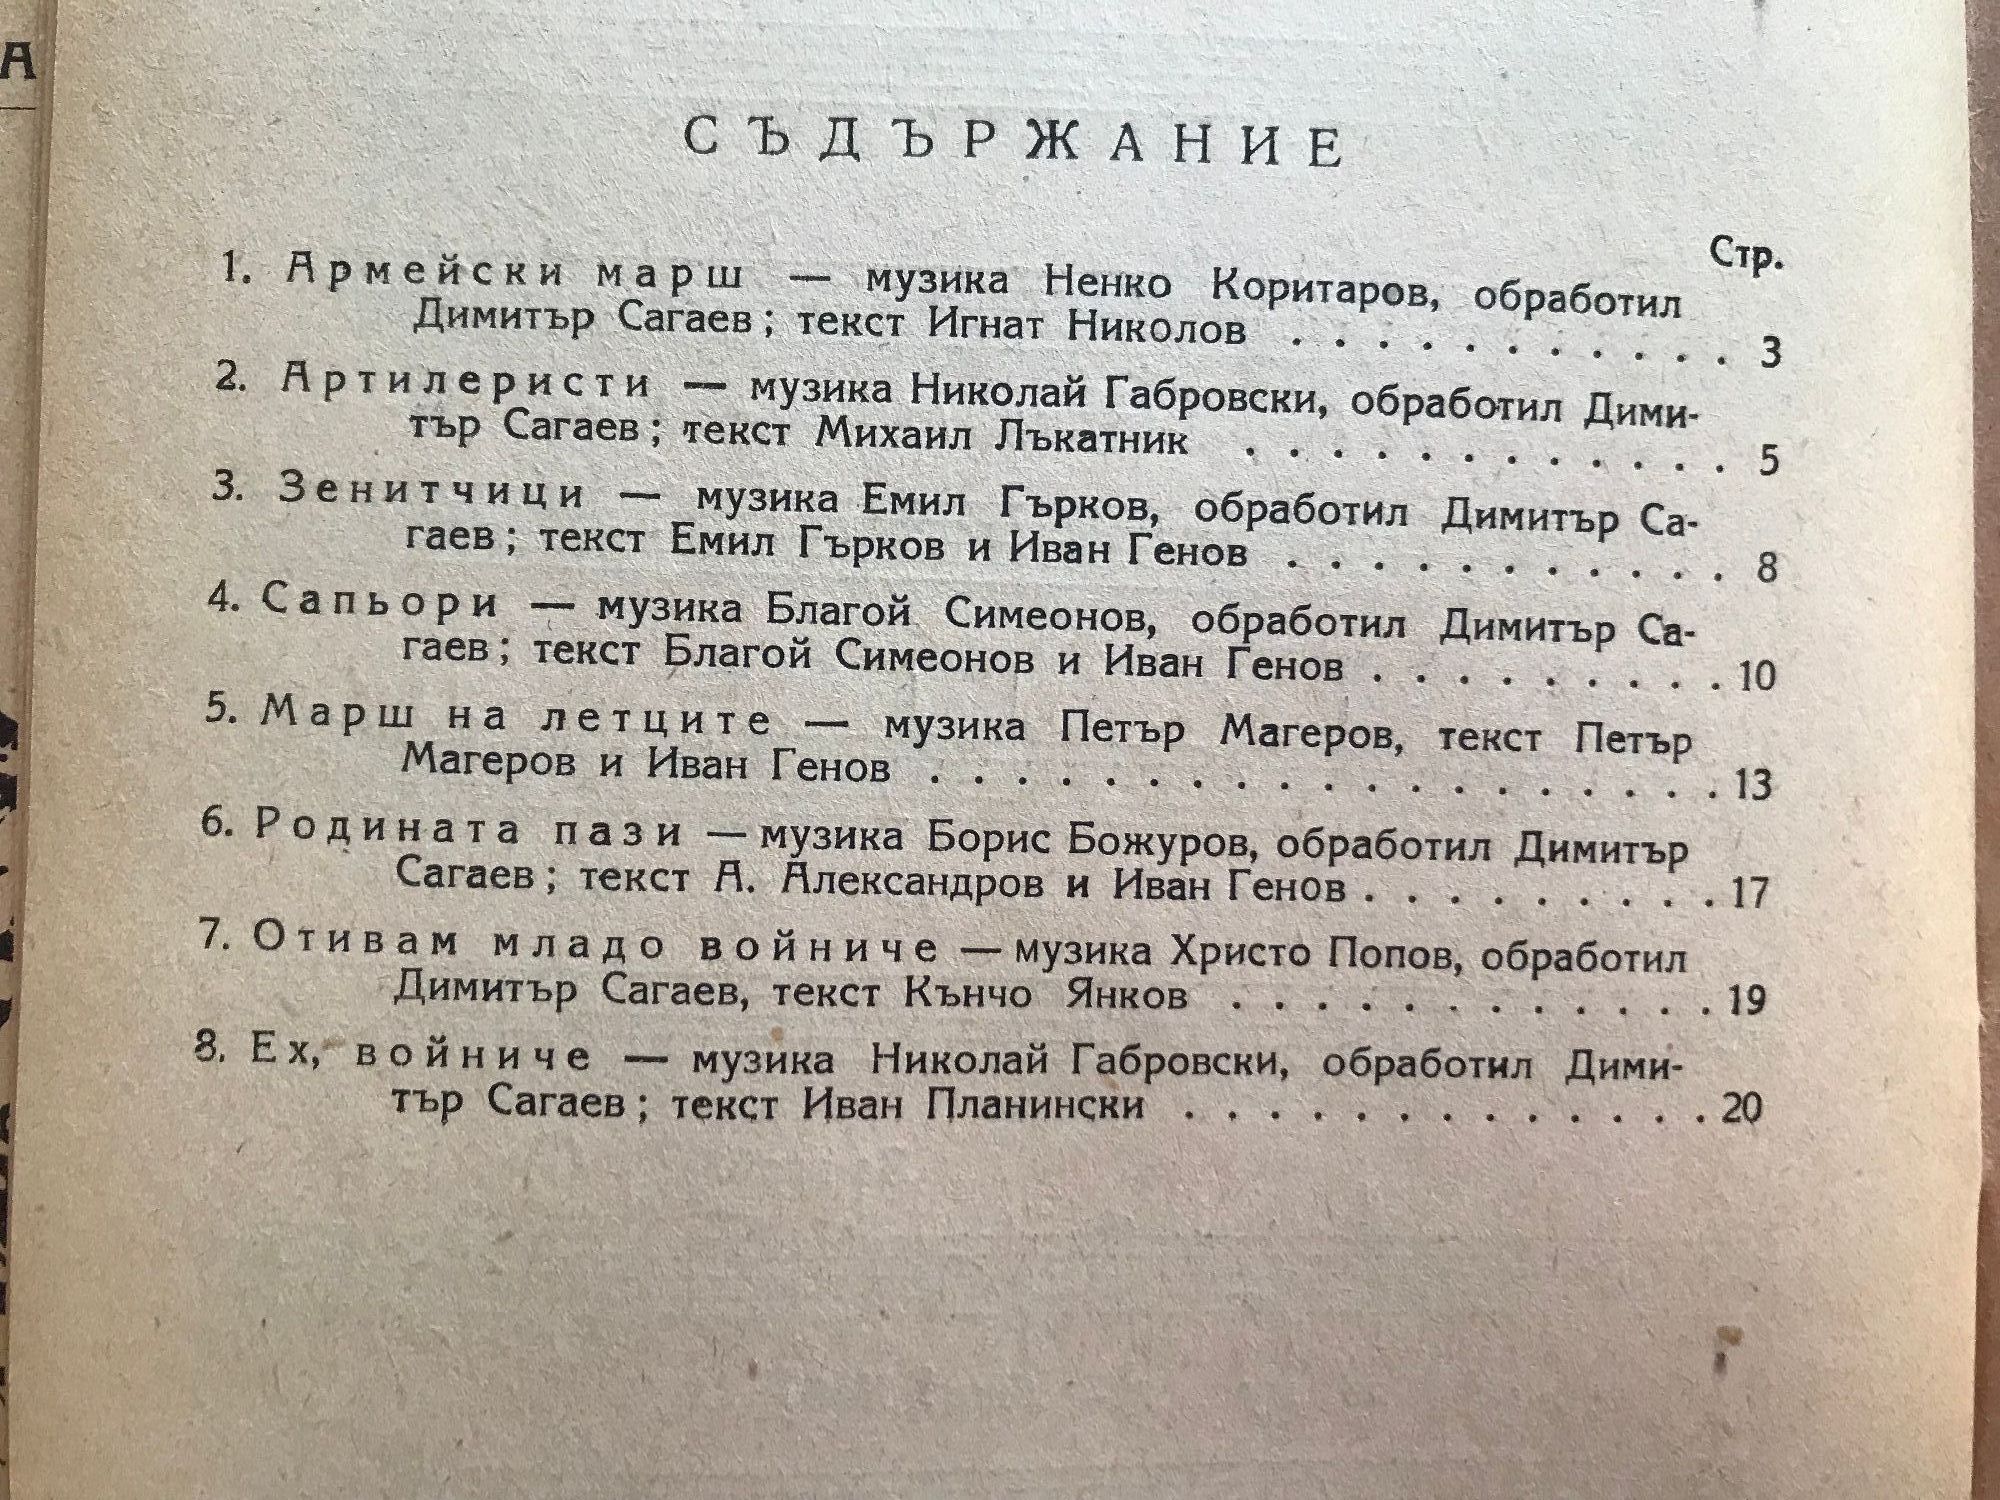 А
СЪДЪРЖАНИЕ
Стр.
1. Армейски марш — музика Ненко Коритаров, обработил
Димитър Сагаев; текст Игнат Николов . . . . . . . . . . . . 3
2. Артилеристи — музика Николай Габровски, обработил Дими-
тър Сагаев; текст Михаил Лъкатник . . . . . . . . . . . . 5
3. Зенитчици — музика Емил Гърков, обработил Димитър Са-
гаев; текст Емил Гърков и Иван Генов . . . . . . . . . . . 8
4. Сапьори — музика Благой Симеонов, обработил Димитър Са-
гаев; текст Благой Симеонов и Иван Генов . . . . . . . . . 10
5. Марш на летците — музика Петър Магеров, текст Петър
Магеров и Иван Генов . . . . . . . . . . . . . . . . . . . 13
6. Родината пази — музика Борис Божуров, обработил Димитър
Сагаев; текст А. Александров и Иван Генов . . . . . . . . . 17
7. Отивам младо войниче — музика Христо Попов, обработил
Димитър Сагаев, текст Кънчо Янков . . . . . . . . . . . . 19
8. Ех, войниче — музика Николай Габровски, обработил Дими-
тър Сагаев; текст Иван Планински . . . . . . . . . . . . . 20